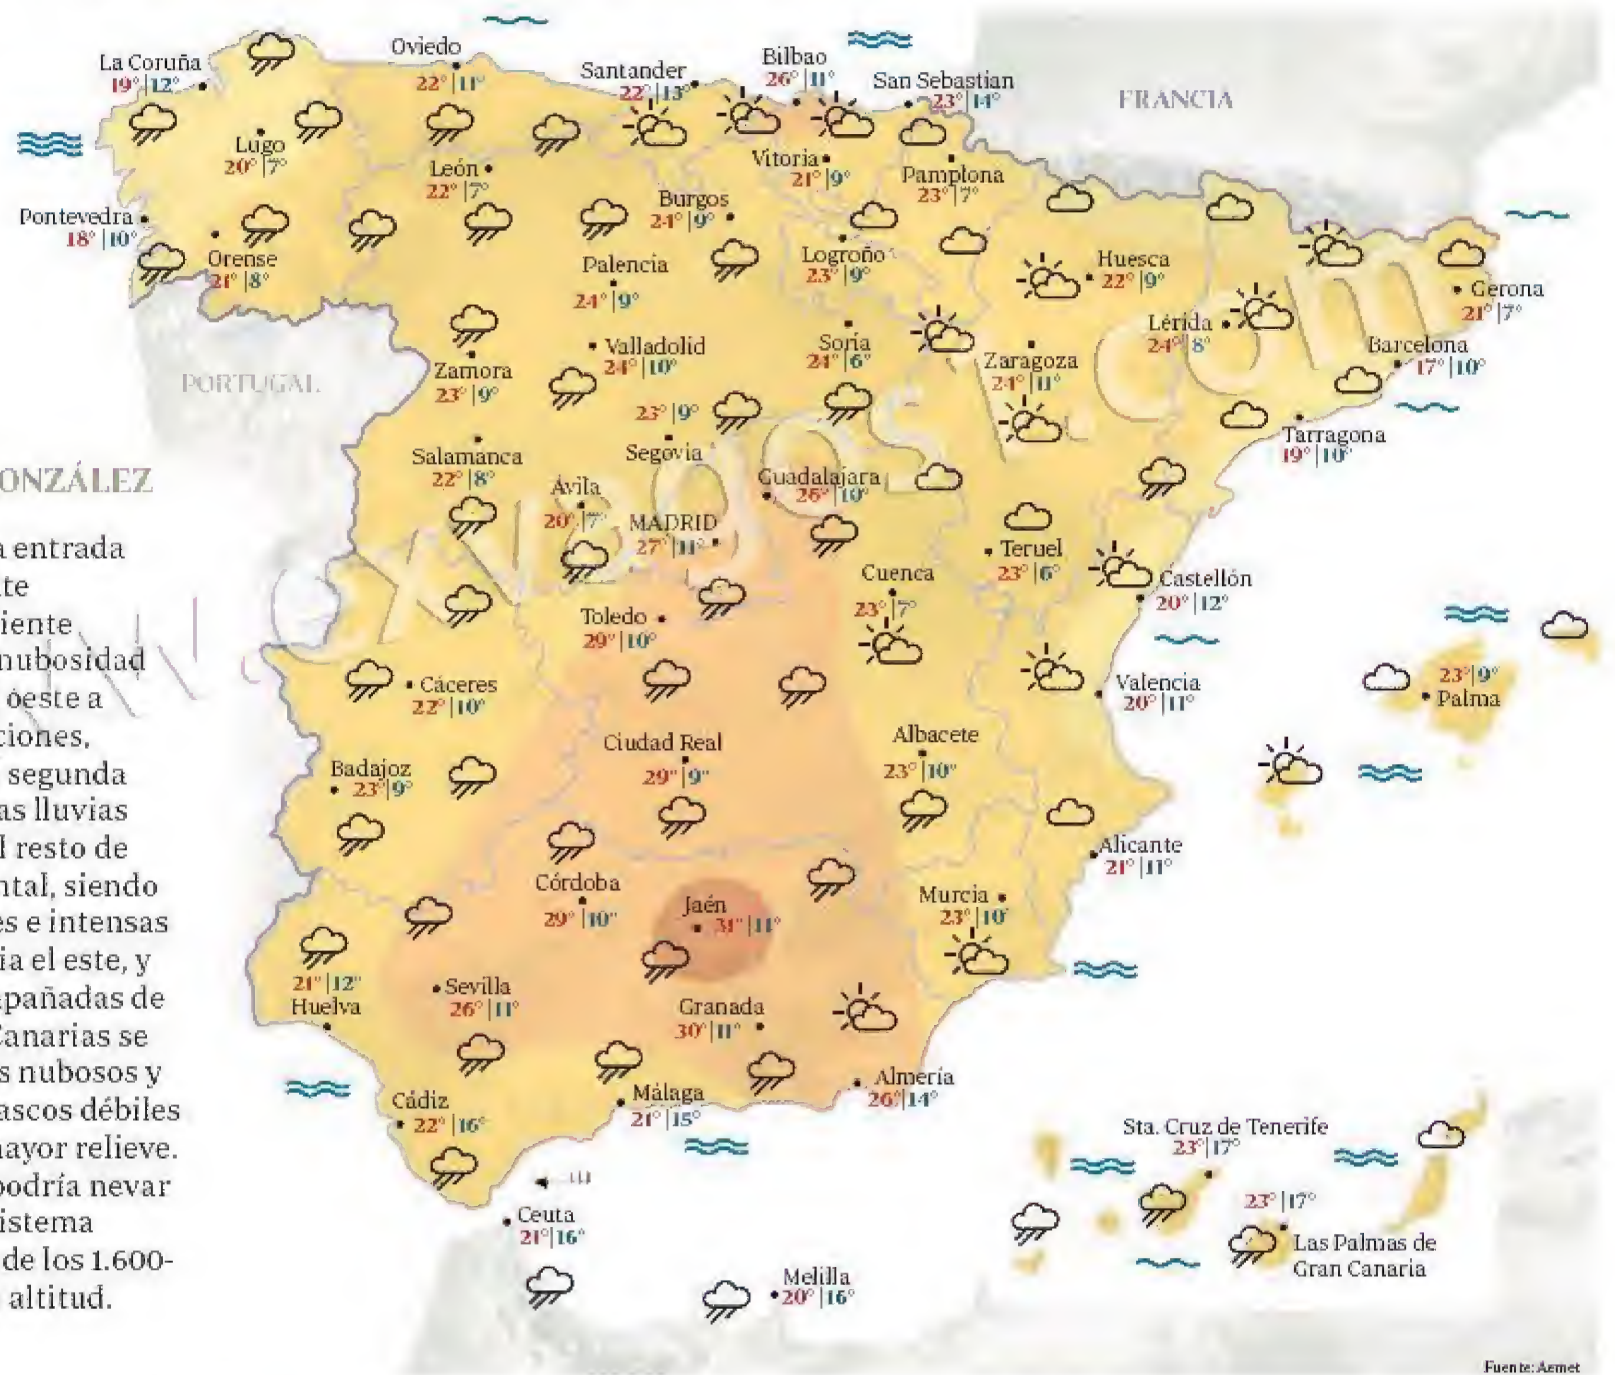 La Coruña
19°|12°
Oviedo
22°|11°
Santander
22°|13°
Bilbao
26°|11°
San Sebastián
23°|14°
FRANCIA
Lugo
20°|7°
León
22°|7°
Vitoria
21°|9°
Pamplona
23°|7°
Burgos
24°|9°
Pontevedra
18°|10°
Orense
21°|8°
Palencia
24°|9°
Logroño
23°|9°
Huesca
22°|9°
Gerona
21°|7°
Lérida
24°|8°
Barcelona
17°|10°
Zamora
23°|9°
Valladolid
24°|10°
Soria
24°|6°
Zaragoza
24°|11°
PORTUGAL
23°|9°
Segovia
Tarragona
19°|10°
Salamanca
22°|8°
Ávila
20°|7°
MADRID
27°|11°
Guadalajara
26°|10°
Teruel
23°|6°
Castellón
20°|12°
Cuenca
23°|7°
Toledo
29°|10°
Cáceres
22°|10°
Valencia
20°|11°
23°|9°
Palma
Ciudad Real
29°|9°
Albacete
23°|10°
Badajoz
23°|9°
Alicante
21°|11°
Córdoba
29°|10°
Jaén
31°|11°
Murcia
23°|10°
21°|12°
Huelva
Sevilla
26°|11°
Granada
30°|11°
Almería
26°|14°
Málaga
21°|15°
Cádiz
22°|16°
Ceuta
21°|16°
Melilla
20°|16°
Sta. Cruz de Tenerife
23°|17°
23°|17°
Las Palmas de
Gran Canaria
Fuente: Aemet
ONZÁLEZ
a entrada
te
iente
nubosidad
oeste a
ciones,
segunda
as lluvias
l resto de
ntal, siendo
es e intensas
ia el este, y
pañadas de
Canarias se
s nubosos y
ascos débiles
mayor relieve.
podría nevar
istema
de los 1.600-
altitud.